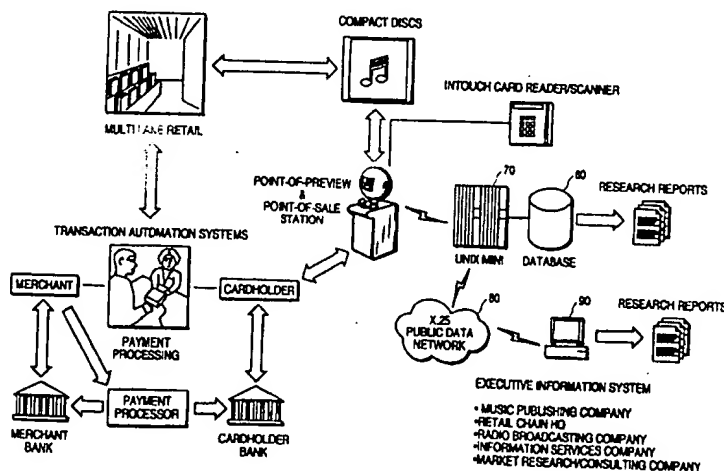 COMPACT DISCS
INTOUCH CARD READER/SCANNER
MULTI LANE RETAIL
POINT-OF-PREVIEW
&
POINT-OF-SALE
STATION
70
60
RESEARCH REPORTS
UNIX MINI
DATABASE
TRANSACTION AUTOMATION SYSTEMS
MERCHANT
CARDHOLDER
PAYMENT
PROCESSING
80
X.25
PUBLIC DATA
NETWORK
90
RESEARCH REPORTS
PAYMENT
PROCESSOR
MERCHANT
BANK
CARDHOLDER
BANK
EXECUTIVE INFORMATION SYSTEM
• MUSIC PUBLISHING COMPANY
•RETAIL CHAIN HQ
•RADIO BROADCASTING COMPANY
•INFORMATION SERVICES COMPANY
•MARKET RESEARCH/CONSULTING COMPANY